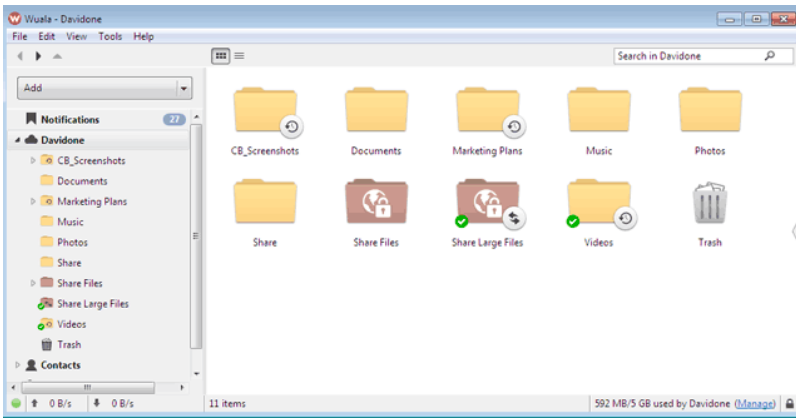 Wuala - Davidone
File Edit View Tools Help
Search in Davidone
Add
Notifications 27
Davidone
CB_Screenshots
Documents
Marketing Plans
Music
Photos
Share
Share Files
Share Large Files
Videos
Trash
Contacts
CB_Screenshots Documents Marketing Plans Music Photos
Share Share Files Share Large Files Videos Trash
0 B/s 0 B/s 11 items 592 MB/5 GB used by Davidone (Manage)